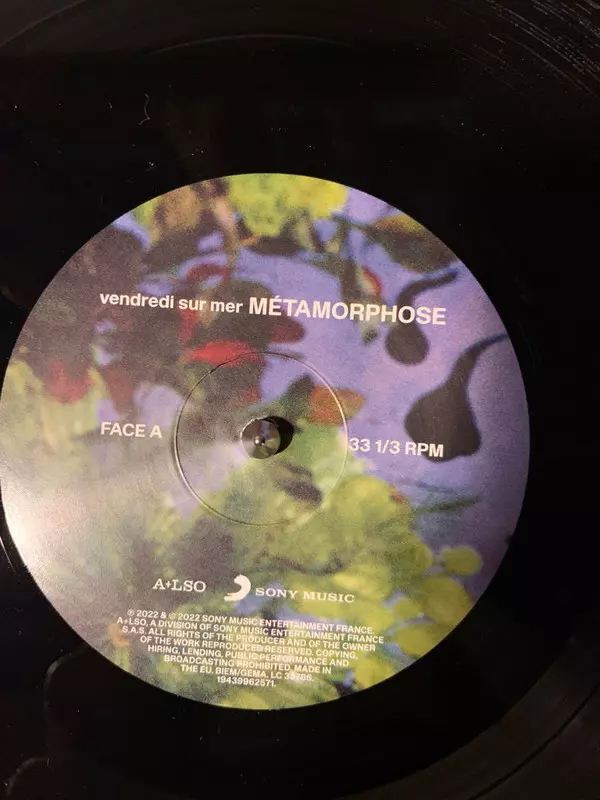 vendredi sur mer MÉTAMORPHOSE
FACE A
33 1/3 RPM
A+LSO
SONY MUSIC
℗ 2022 & © 2022 SONY MUSIC ENTERTAINMENT FRANCE.
A+LSO, A DIVISION OF SONY MUSIC ENTERTAINMENT FRANCE
S.A.S. ALL RIGHTS OF THE PRODUCER AND OF THE OWNER
OF THE WORK REPRODUCED RESERVED. COPYING,
HIRING, LENDING, PUBLIC PERFORMANCE AND
BROADCASTING PROHIBITED. MADE IN
THE EU. BIEM/GEMA. LC 38786.
19439962571.